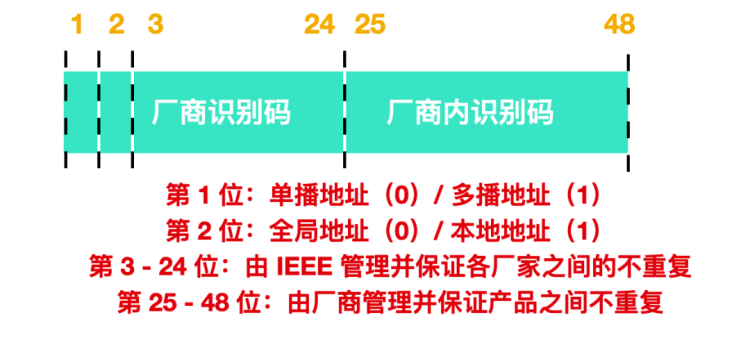 1 2 3 24 25 48
厂商识别码 厂商内识别码
第 1 位：单播地址（0）/ 多播地址（1）
第 2 位：全局地址（0）/ 本地地址（1）
第 3 - 24 位：由 IEEE 管理并保证各厂家之间的不重复
第 25 - 48 位：由厂商管理并保证产品之间不重复